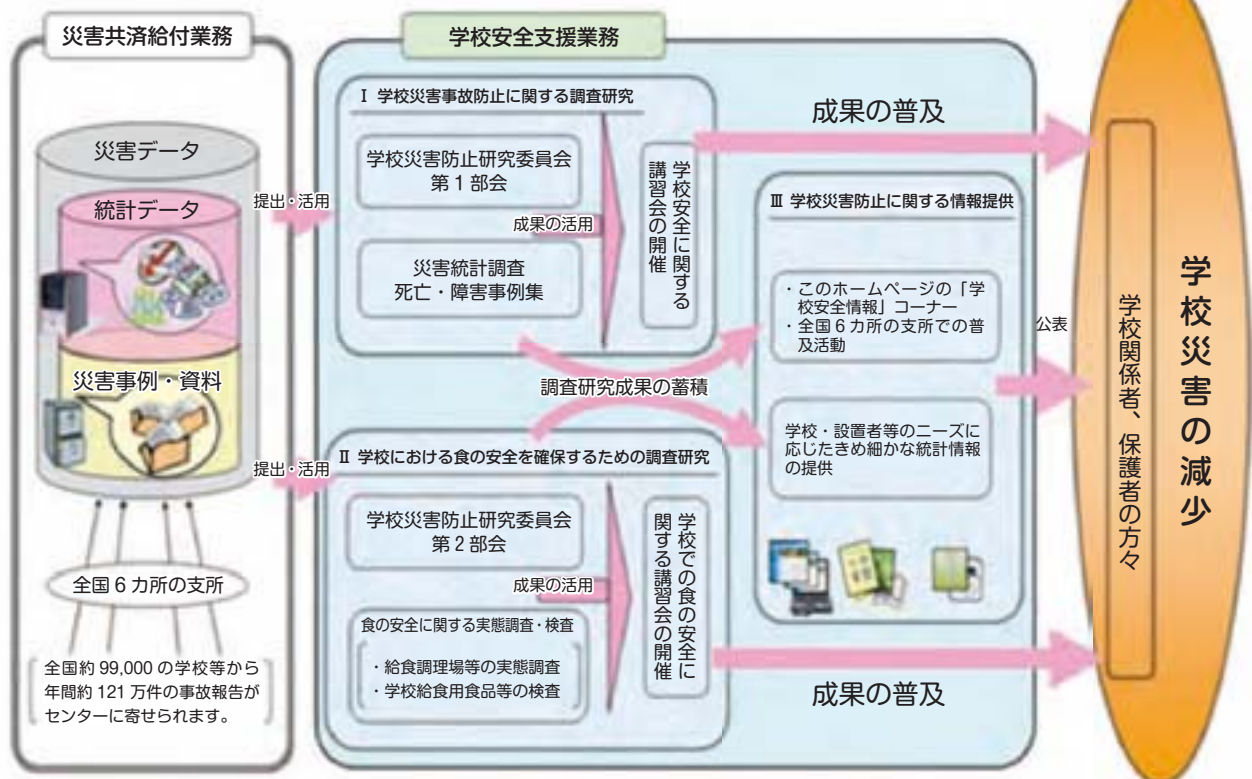 災害共済給付業務
災害データ
統計データ
災害事例・資料
全国6カ所の支所
全国約99,000の学校等から
年間約121万件の事故報告が
センターに寄せられます。
提出・活用
提出・活用
学校安全支援業務
Ⅰ 学校災害事故防止に関する調査研究
学校災害防止研究委員会
第1部会
成果の活用
災害統計調査
死亡・障害事例集
学校安全に関する
講習会の開催
調査研究成果の蓄積
Ⅱ 学校における食の安全を確保するための調査研究
学校災害防止研究委員会
第2部会
成果の活用
食の安全に関する実態調査・検査
・給食調理場等の実態調査
・学校給食用食品等の検査
学校での食の安全に
関する講習会の開催
成果の普及
Ⅲ 学校災害防止に関する情報提供
・このホームページの「学
校安全情報」コーナー
・全国6カ所の支所での普
及活動
学校・設置者等のニーズに
応じたきめ細かな統計情報
の提供
成果の普及
公表
学校関係者、保護者の方々
学校災害の減少